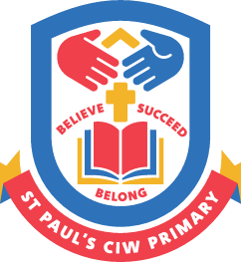 BELIEVE
SUCCEED
BELONG
ST PAUL'S CIW PRIMARY